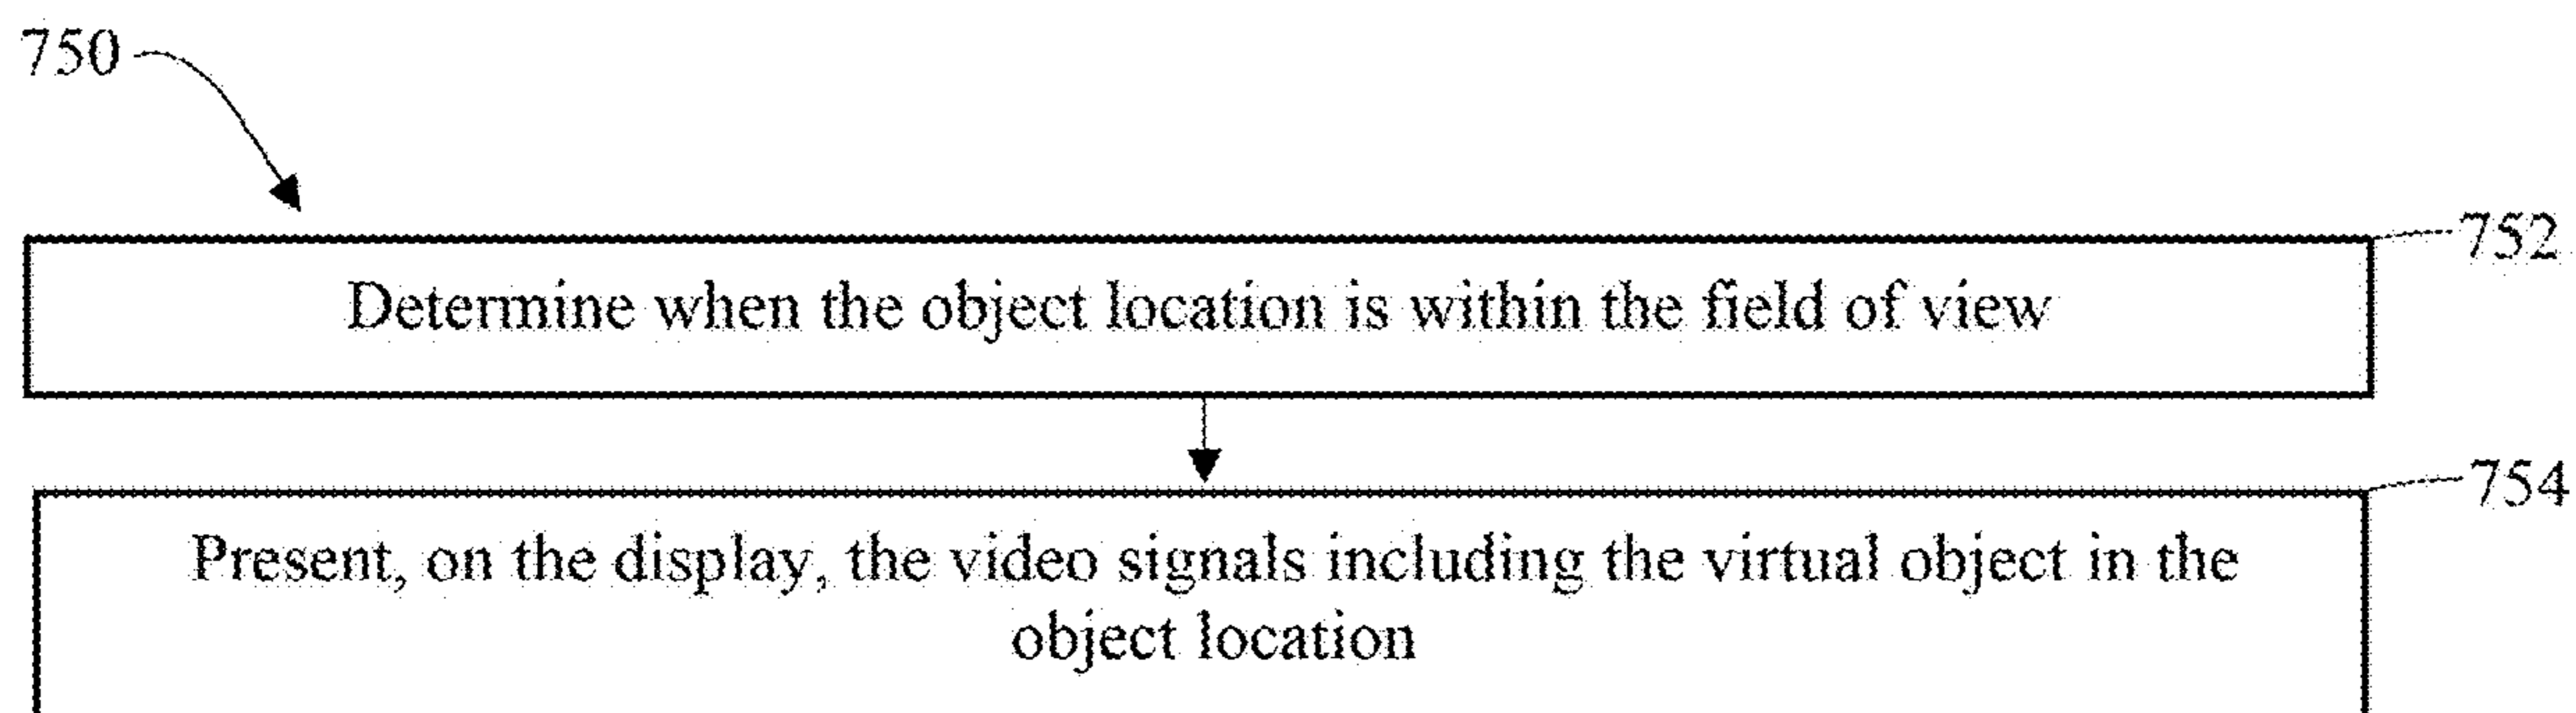 750
752
Determine when the object location is within the field of view
754
Present, on the display, the video signals including the virtual object in the
object location